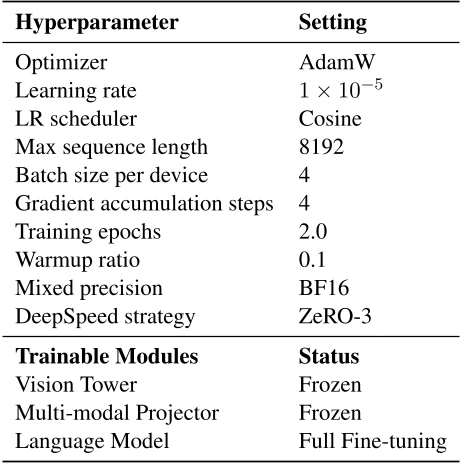 Hyperparameter Setting
Optimizer AdamW
Learning rate 1 × 10⁻⁵
LR scheduler Cosine
Max sequence length 8192
Batch size per device 4
Gradient accumulation steps 4
Training epochs 2.0
Warmup ratio 0.1
Mixed precision BF16
DeepSpeed strategy ZeRO-3
Trainable Modules Status
Vision Tower Frozen
Multi-modal Projector Frozen
Language Model Full Fine-tuning